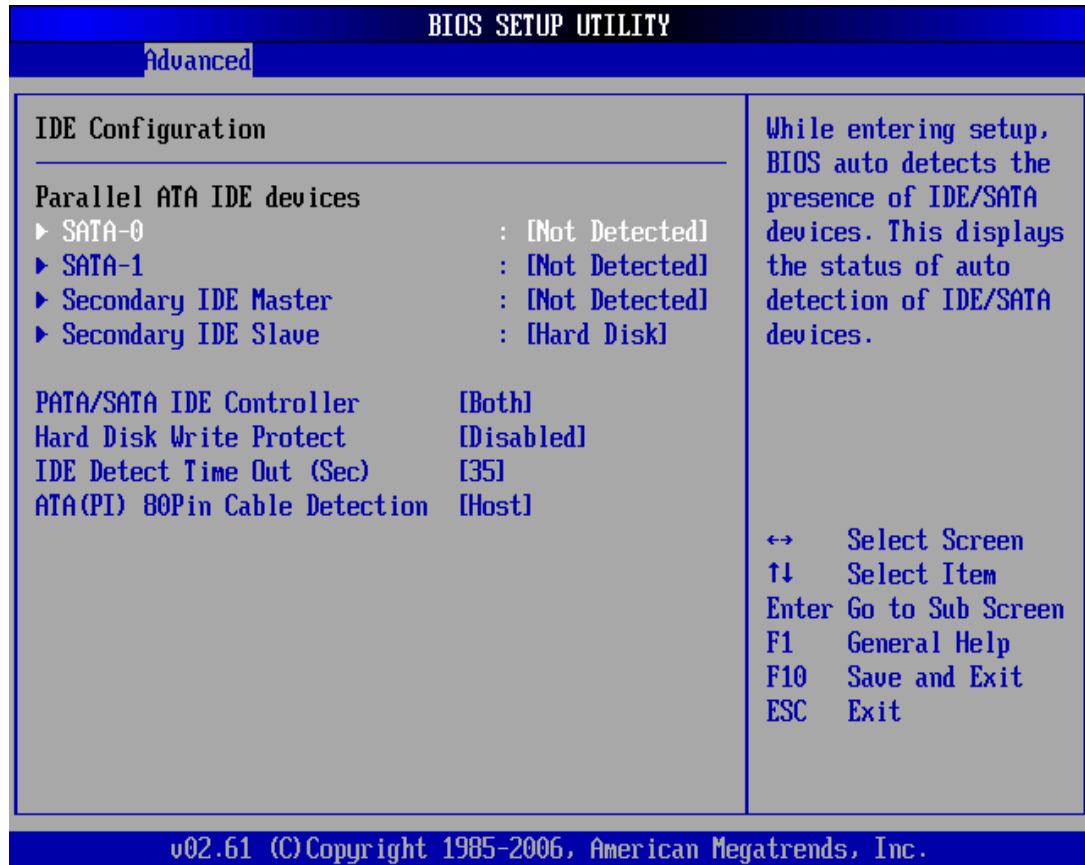 BIOS SETUP UTILITY
Advanced
IDE Configuration
Parallel ATA IDE devices
▶ SATA-0 : [Not Detected]
▶ SATA-1 : [Not Detected]
▶ Secondary IDE Master : [Not Detected]
▶ Secondary IDE Slave : [Hard Disk]
PATA/SATA IDE Controller [Both]
Hard Disk Write Protect [Disabled]
IDE Detect Time Out (Sec) [35]
ATA(PI) 80Pin Cable Detection [Host]
While entering setup,
BIOS auto detects the
presence of IDE/SATA
devices. This displays
the status of auto
detection of IDE/SATA
devices.
↔ Select Screen
↑↓ Select Item
Enter Go to Sub Screen
F1 General Help
F10 Save and Exit
ESC Exit
v02.61 (C)Copyright 1985-2006, American Megatrends, Inc.